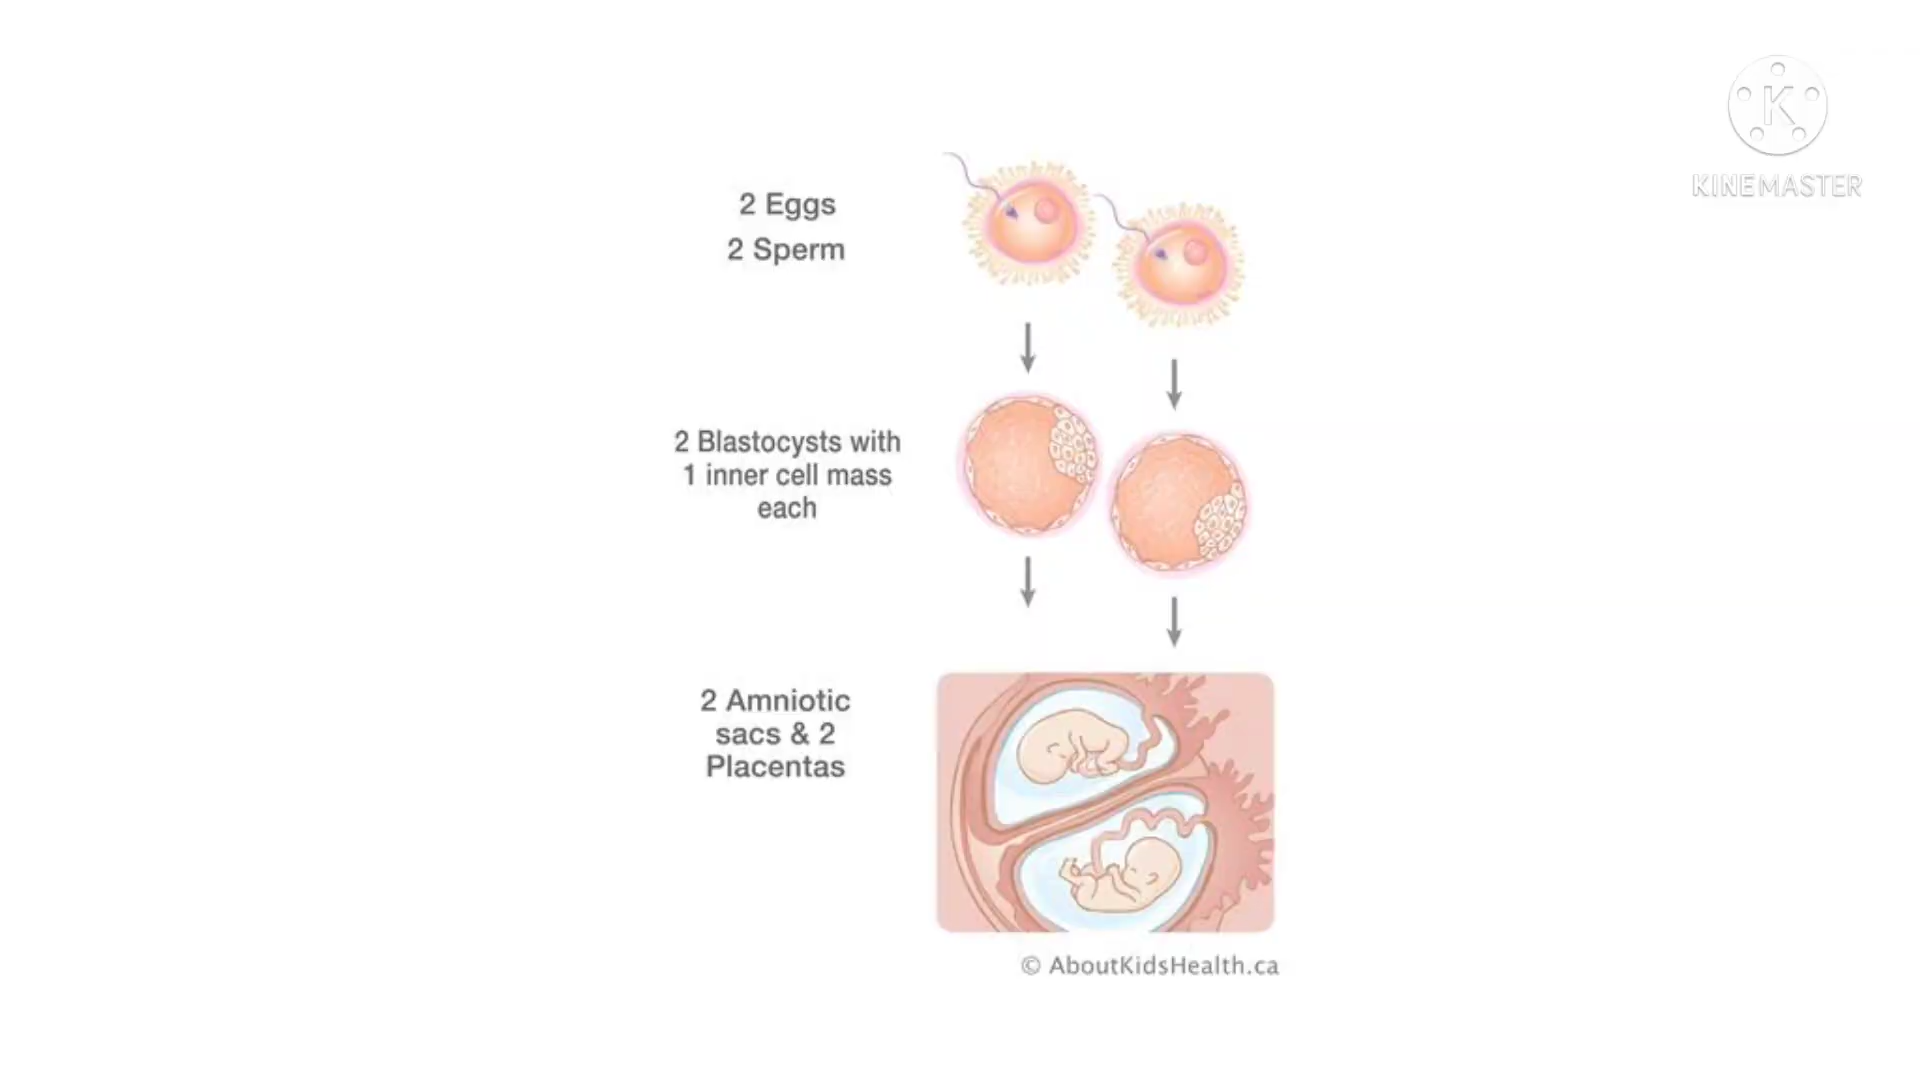 2 Eggs
2 Sperm
2 Blastocysts with
1 inner cell mass
each
2 Amniotic
sacs & 2
Placentas
© AboutKidsHealth.ca
K
KINEMASTER